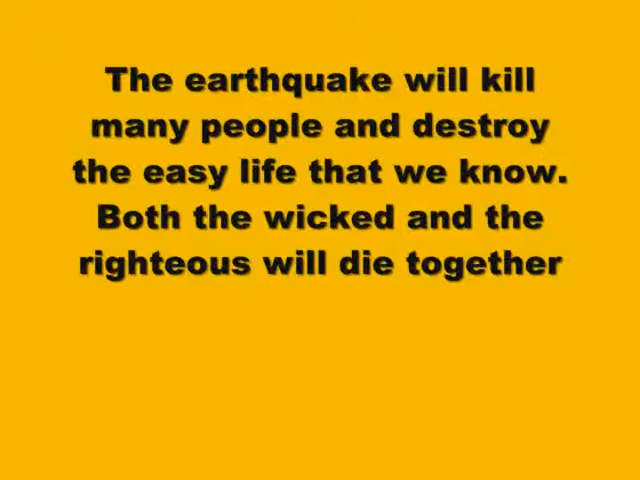 The earthquake will kill
many people and destroy
the easy life that we know.
Both the wicked and the
righteous will die together